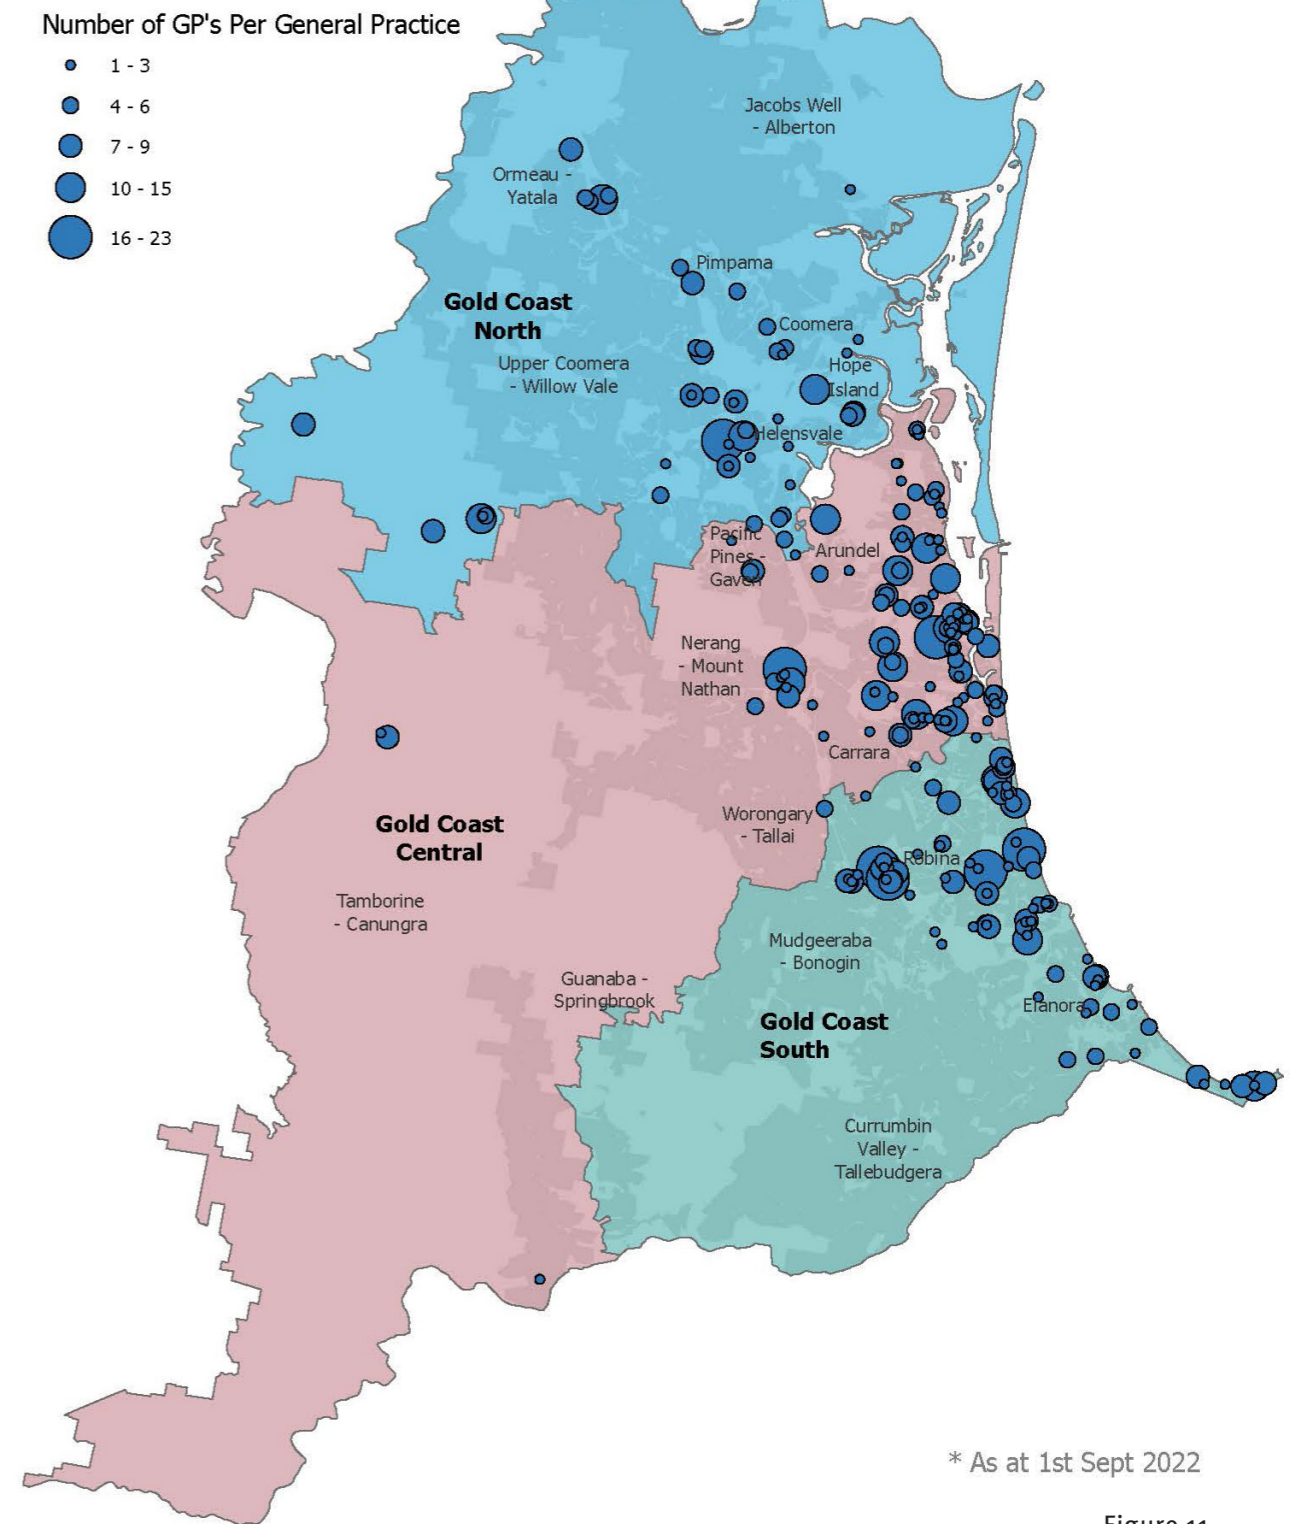 Number of GP's Per General Practice
1 - 3
4 - 6
7 - 9
10 - 15
16 - 23
Jacobs Well
- Alberton
Ormeau -
Yatala
Pimpama
Gold Coast
North
Coomera
Upper Coomera
- Willow Vale
Hope
Island
Helensvale
Pacific
Pines -
Gaven
Arundel
Nerang
- Mount
Nathan
Carrara
Worongary
- Tallai
Gold Coast
Central
Robina
Tamborine
- Canungra
Mudgeeraba
- Bonogin
Guanaba -
Springbrook
Elanora
Gold Coast
South
Currumbin
Valley -
Tallebudgera
* As at 1st Sept 2022
Figure 11